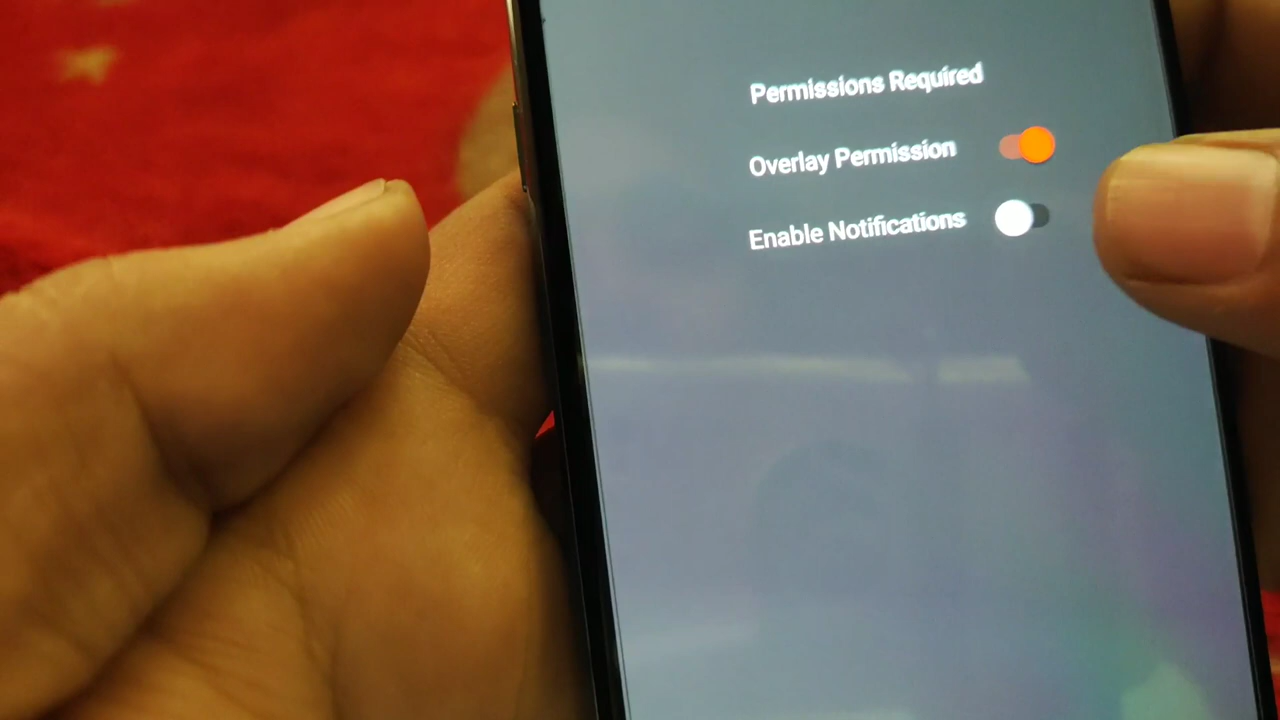 Permissions Required
Overlay Permission
Enable Notifications